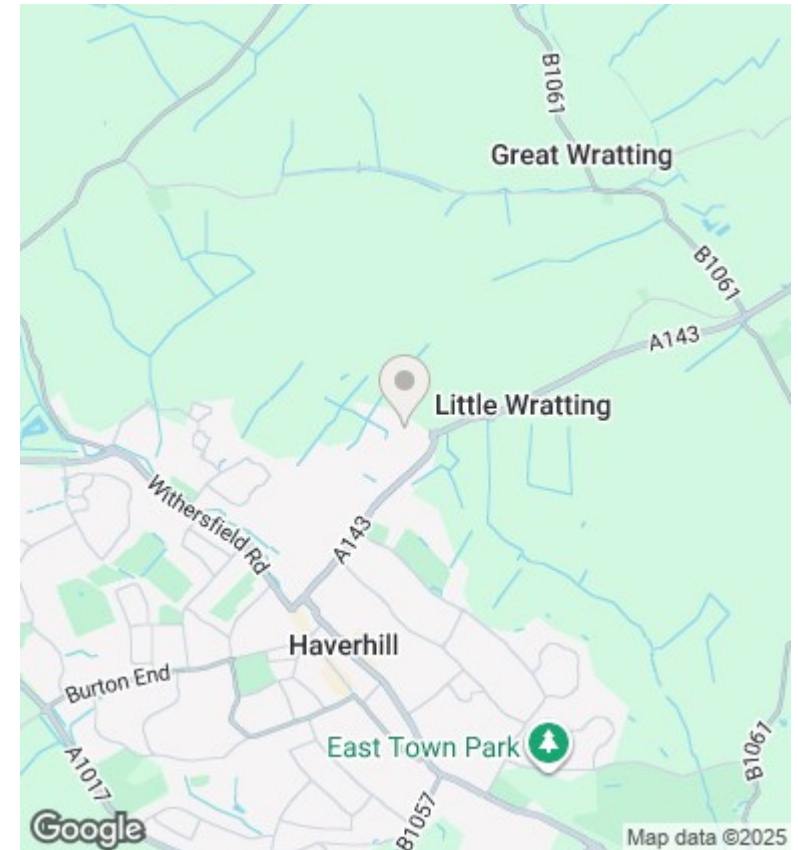 B1061
Great Wratting
B1061
A143
Little Wratting
Withersfield Rd
A143
Haverhill
Burton End
East Town Park
A1017
B1057
B1061
Google
Map data ©2025